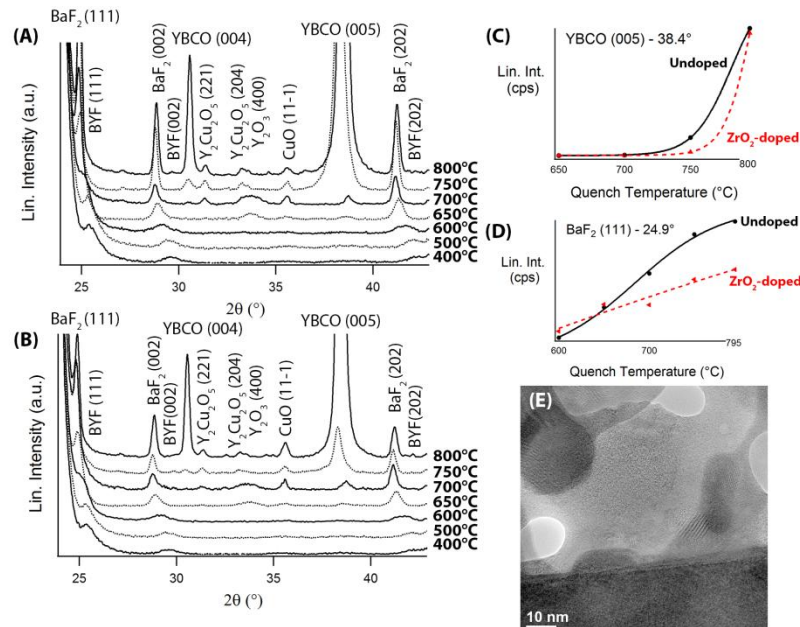 (A)
BaF2 (111)
BYF (111)
BaF2 (002)
BYF(002)
YBCO (004)
Y2Cu2O5 (221)
Y2Cu2O5 (204)
Y2O3 (400)
CuO (11-1)
YBCO (005)
BaF2 (202)
BYF(202)
800°C
750°C
700°C
650°C
600°C
500°C
400°C
Lin. Intensity (a.u.)
25 30 35 40
2θ (°)
(B)
BaF2 (111)
BYF (111)
BaF2 (002)
BYF(002)
YBCO (004)
Y2Cu2O5 (221)
Y2Cu2O5 (204)
Y2O3 (400)
CuO (11-1)
YBCO (005)
BaF2 (202)
BYF(202)
800°C
750°C
700°C
650°C
600°C
500°C
400°C
Lin. Intensity (a.u.)
25 30 35 40
2θ (°)
(C)
YBCO (005) - 38.4°
Undoped
Lin. Int.
(cps)
ZrO2-doped
650 700 750 800
Quench Temperature (°C)
(D)
BaF2 (111) - 24.9°
Undoped
Lin. Int.
(cps)
ZrO2-doped
600 700 795
Quench Temperature (°C)
(E)
10 nm